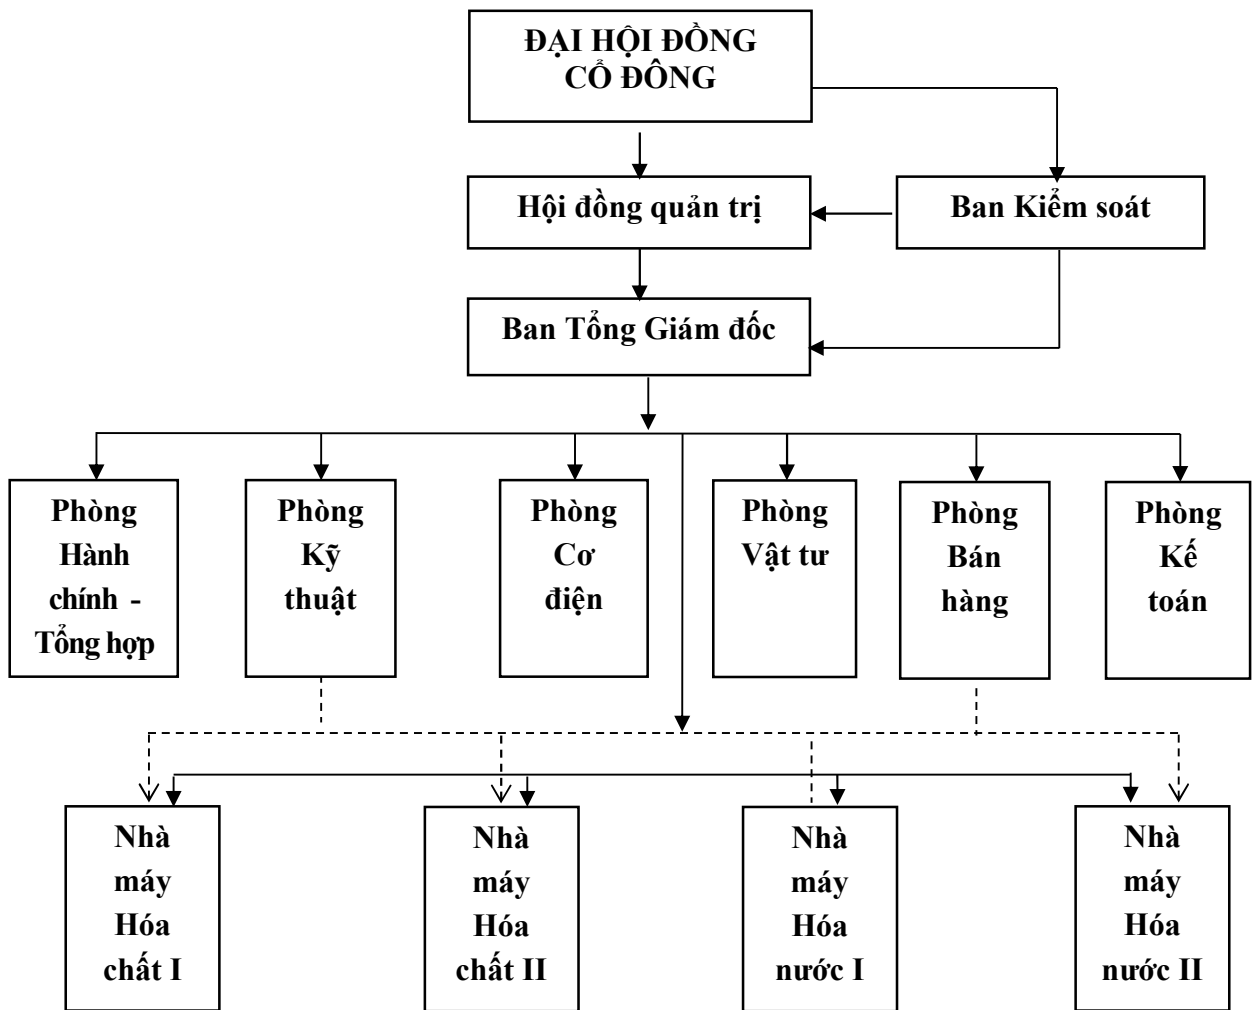 ĐẠI HỘI ĐỒNG
CỔ ĐÔNG
Hội đồng quản trị
Ban Kiểm soát
Ban Tổng Giám đốc
Phòng
Hành
chính -
Tổng hợp
Phòng
Kỹ
thuật
Phòng
Cơ
điện
Phòng
Vật tư
Phòng
Bán
hàng
Phòng
Kế
toán
Nhà
máy
Hóa
chất I
Nhà
máy
Hóa
chất II
Nhà
máy
Hóa
nước I
Nhà
máy
Hóa
nước II